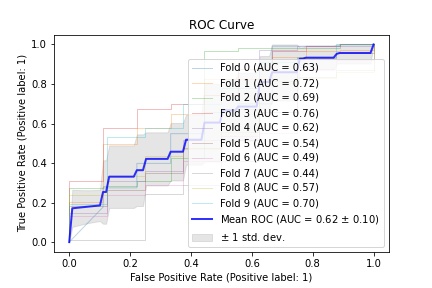 ROC Curve
1.0
0.8
0.6
0.4
0.2
0.0
True Positive Rate (Positive label: 1)
Fold 0 (AUC = 0.63)
Fold 1 (AUC = 0.72)
Fold 2 (AUC = 0.69)
Fold 3 (AUC = 0.76)
Fold 4 (AUC = 0.62)
Fold 5 (AUC = 0.54)
Fold 6 (AUC = 0.49)
Fold 7 (AUC = 0.44)
Fold 8 (AUC = 0.57)
Fold 9 (AUC = 0.70)
Mean ROC (AUC = 0.62 ± 0.10)
± 1 std. dev.
0.0 0.2 0.4 0.6 0.8 1.0
False Positive Rate (Positive label: 1)